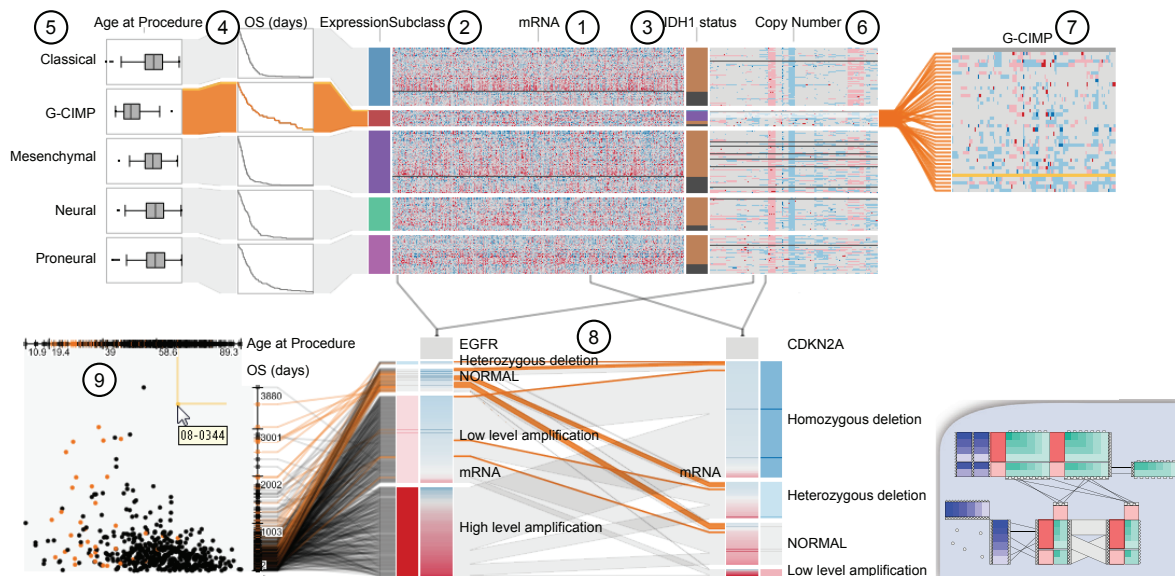 5
Age at Procedure
4
OS (days)
ExpressionSubclass
2
mRNA
1
3
IDH1 status
Copy Number
6
G-CIMP
7
Classical
G-CIMP
Mesenchymal
Neural
Proneural
10.9
19.4
39
58.6
89.3
Age at Procedure
9
OS (days)
3880
3001
2002
1003
08-0344
8
EGFR
Heterozygous deletion
NORMAL
Low level amplification
mRNA
High level amplification
CDKN2A
Homozygous deletion
mRNA
Heterozygous deletion
NORMAL
Low level amplification